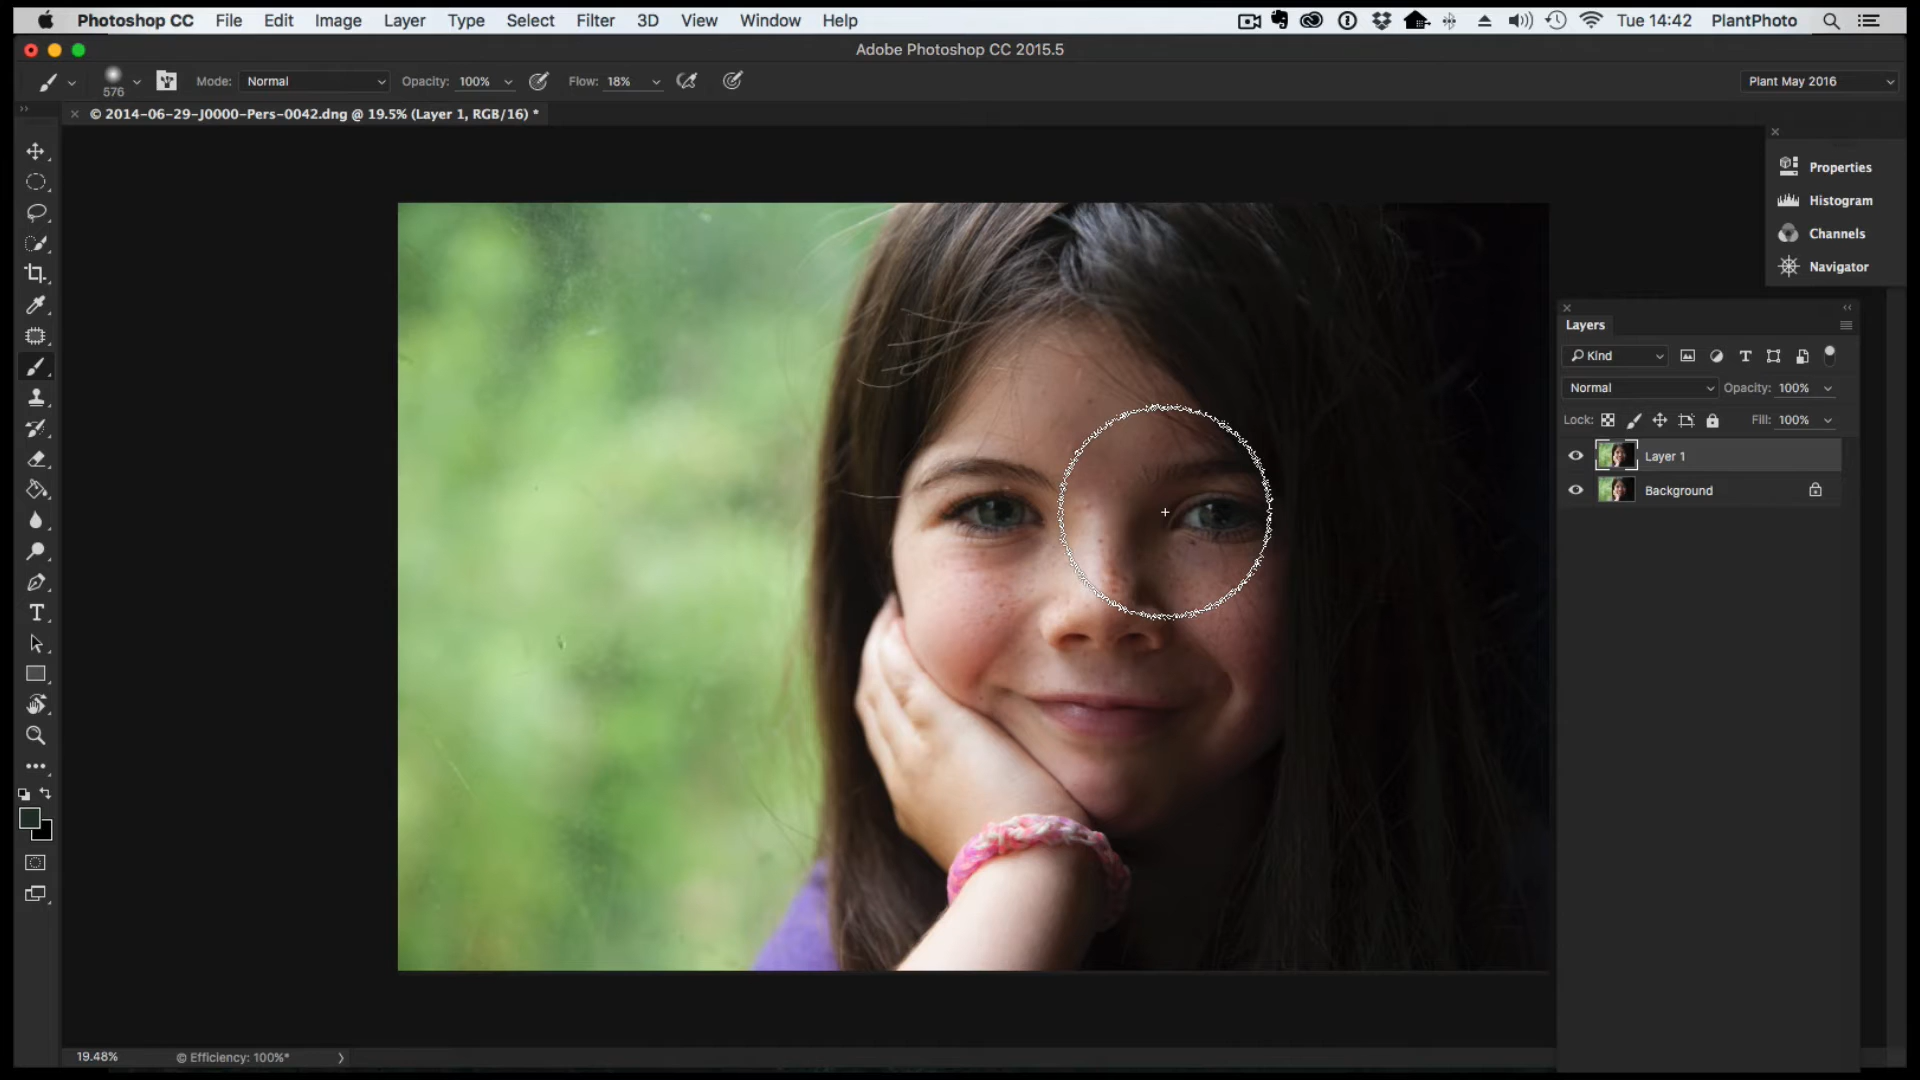 Photoshop CC File Edit Image Layer Type Select Filter 3D View Window Help Tue 14:42 PlantPhoto
Adobe Photoshop CC 2015.5
576 Mode: Normal Opacity: 100% Flow: 18% Plant May 2016
© 2014-06-29-J0000-Pers-0042.dng @ 19.5% (Layer 1, RGB/16) *
Properties
Histogram
Channels
Navigator
Layers
Kind
Normal Opacity: 100%
Lock: Fill: 100%
Layer 1
Background
19.48% © Efficiency: 100%*